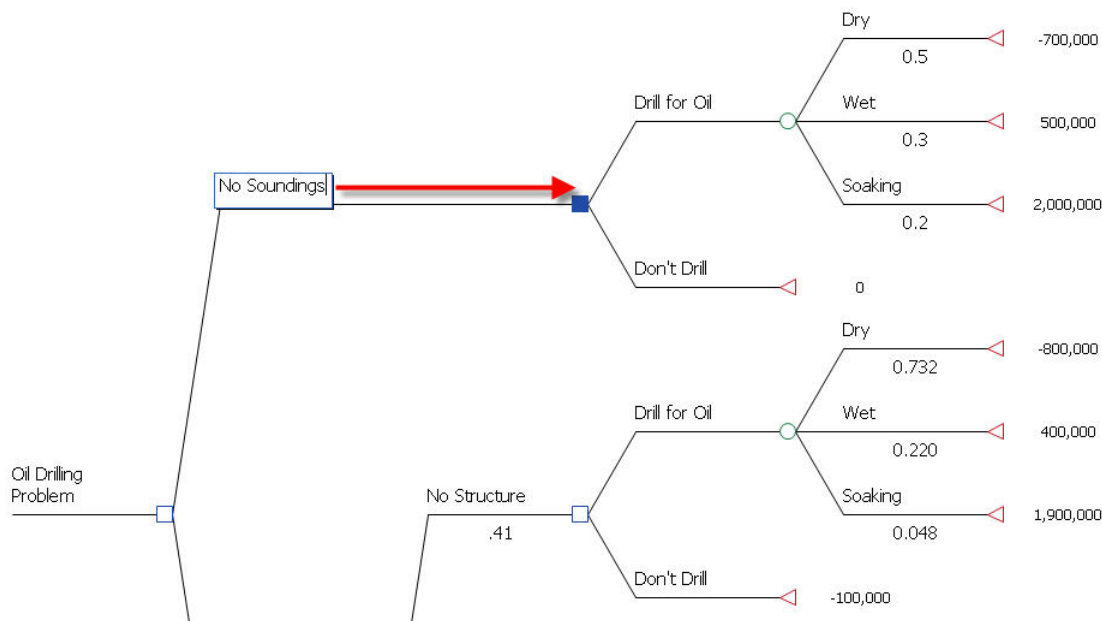 Dry
-700,000
0.5
Drill for Oil
Wet
500,000
0.3
No Soundings
Soaking
2,000,000
0.2
Don't Drill
0
Dry
-800,000
0.732
Drill for Oil
Wet
400,000
0.220
Oil Drilling
Problem
No Structure
.41
Soaking
1,900,000
0.048
Don't Drill
-100,000